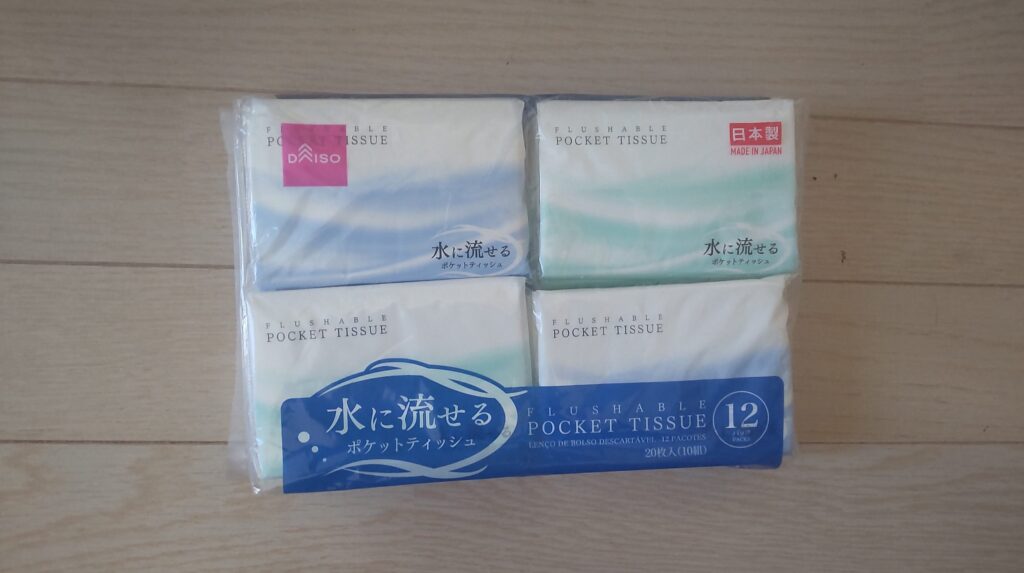 FLUSHABLE
POCKET TISSUE
DAISO
水に流せる
ポケットティッシュ
FLUSHABLE
POCKET TISSUE
日本製
MADE IN JAPAN
水に流せる
ポケットティッシュ
FLUSHABLE
POCKET TISSUE
FLUSHABLE
POCKET TISSUE
水に流せる
ポケットティッシュ
FLUSHABLE
POCKET TISSUE
LENÇO DE BOLSO DESCARTÁVEL 12 PACOTES
20枚入(10組)
12
パック
PACKS